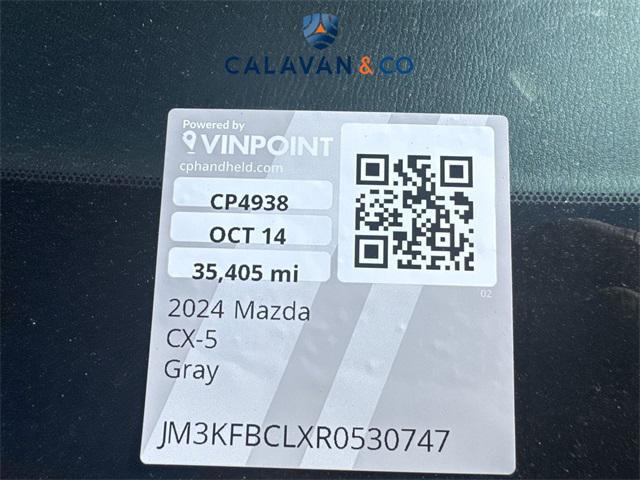 CALAVAN & CO
Powered by
VINPOINT
cphandheld.com
CP4938
OCT 14
35,405 mi
02
2024 Mazda
CX-5
Gray
JM3KFBCLXR0530747